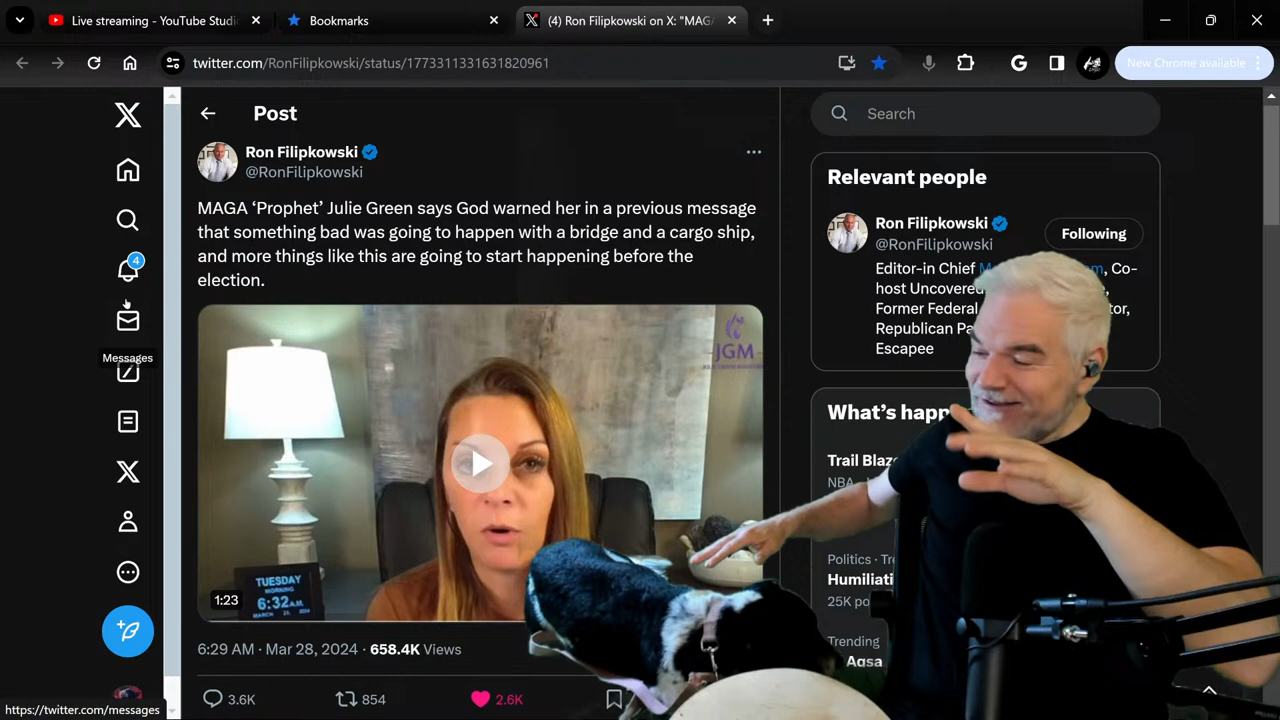 Live streaming - YouTube Studi
Bookmarks
(4) Ron Filipkowski on X: "MAGA
twitter.com/RonFilipkowski/status/1773311331631820961
New Chrome available
Post
Search
Ron Filipkowski
@RonFilipkowski
MAGA ‘Prophet’ Julie Green says God warned her in a previous message
that something bad was going to happen with a bridge and a cargo ship,
and more things like this are going to start happening before the
election.
Relevant people
Ron Filipkowski
@RonFilipkowski
Following
Editor-in Chief
Co-
host Uncovered
Former Federal
Republican Pa
Escapee
4
Messages
JGM
TUESDAY
MORNING
6:32 A.M.
1:23
What's happ
Trail Blaz
NBA
Politics · Tre
Humiliati
25K po
Trending
Aqsa
6:29 AM · Mar 28, 2024 · 658.4K Views
3.6K
854
2.6K
https://twitter.com/messages